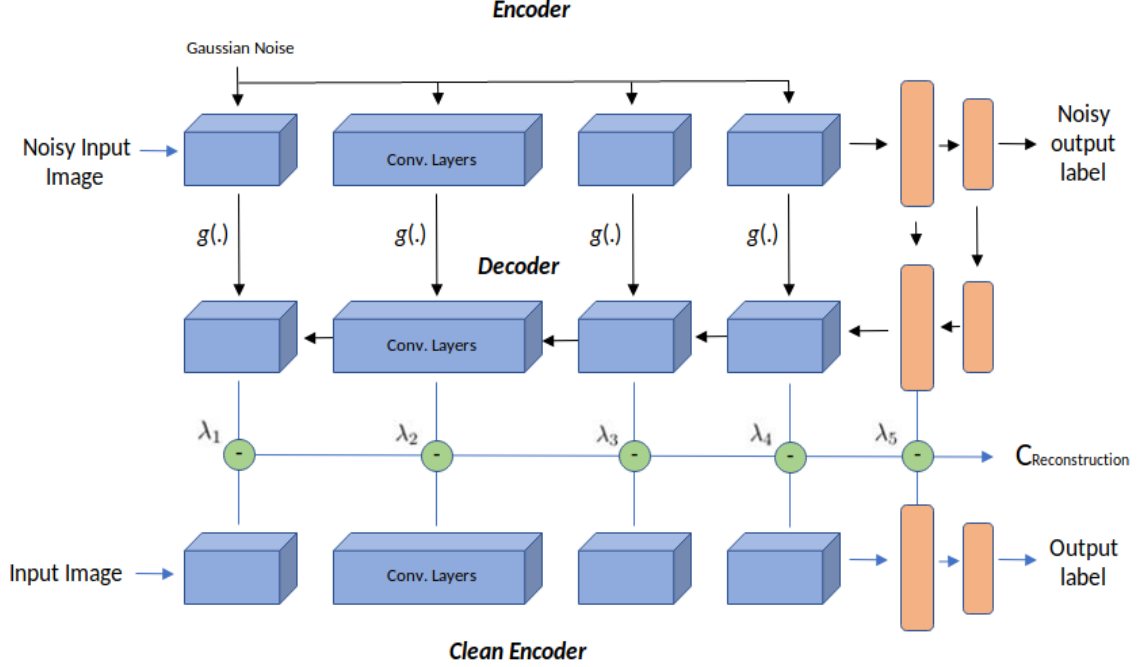 Encoder
Gaussian Noise
Noisy Input
Image
Conv. Layers
Noisy
output
label
g(.)
g(.)
g(.)
g(.)
Decoder
Conv. Layers
λ1
λ2
λ3
λ4
λ5
-
-
-
-
-
CReconstruction
Input Image
Conv. Layers
Output
label
Clean Encoder